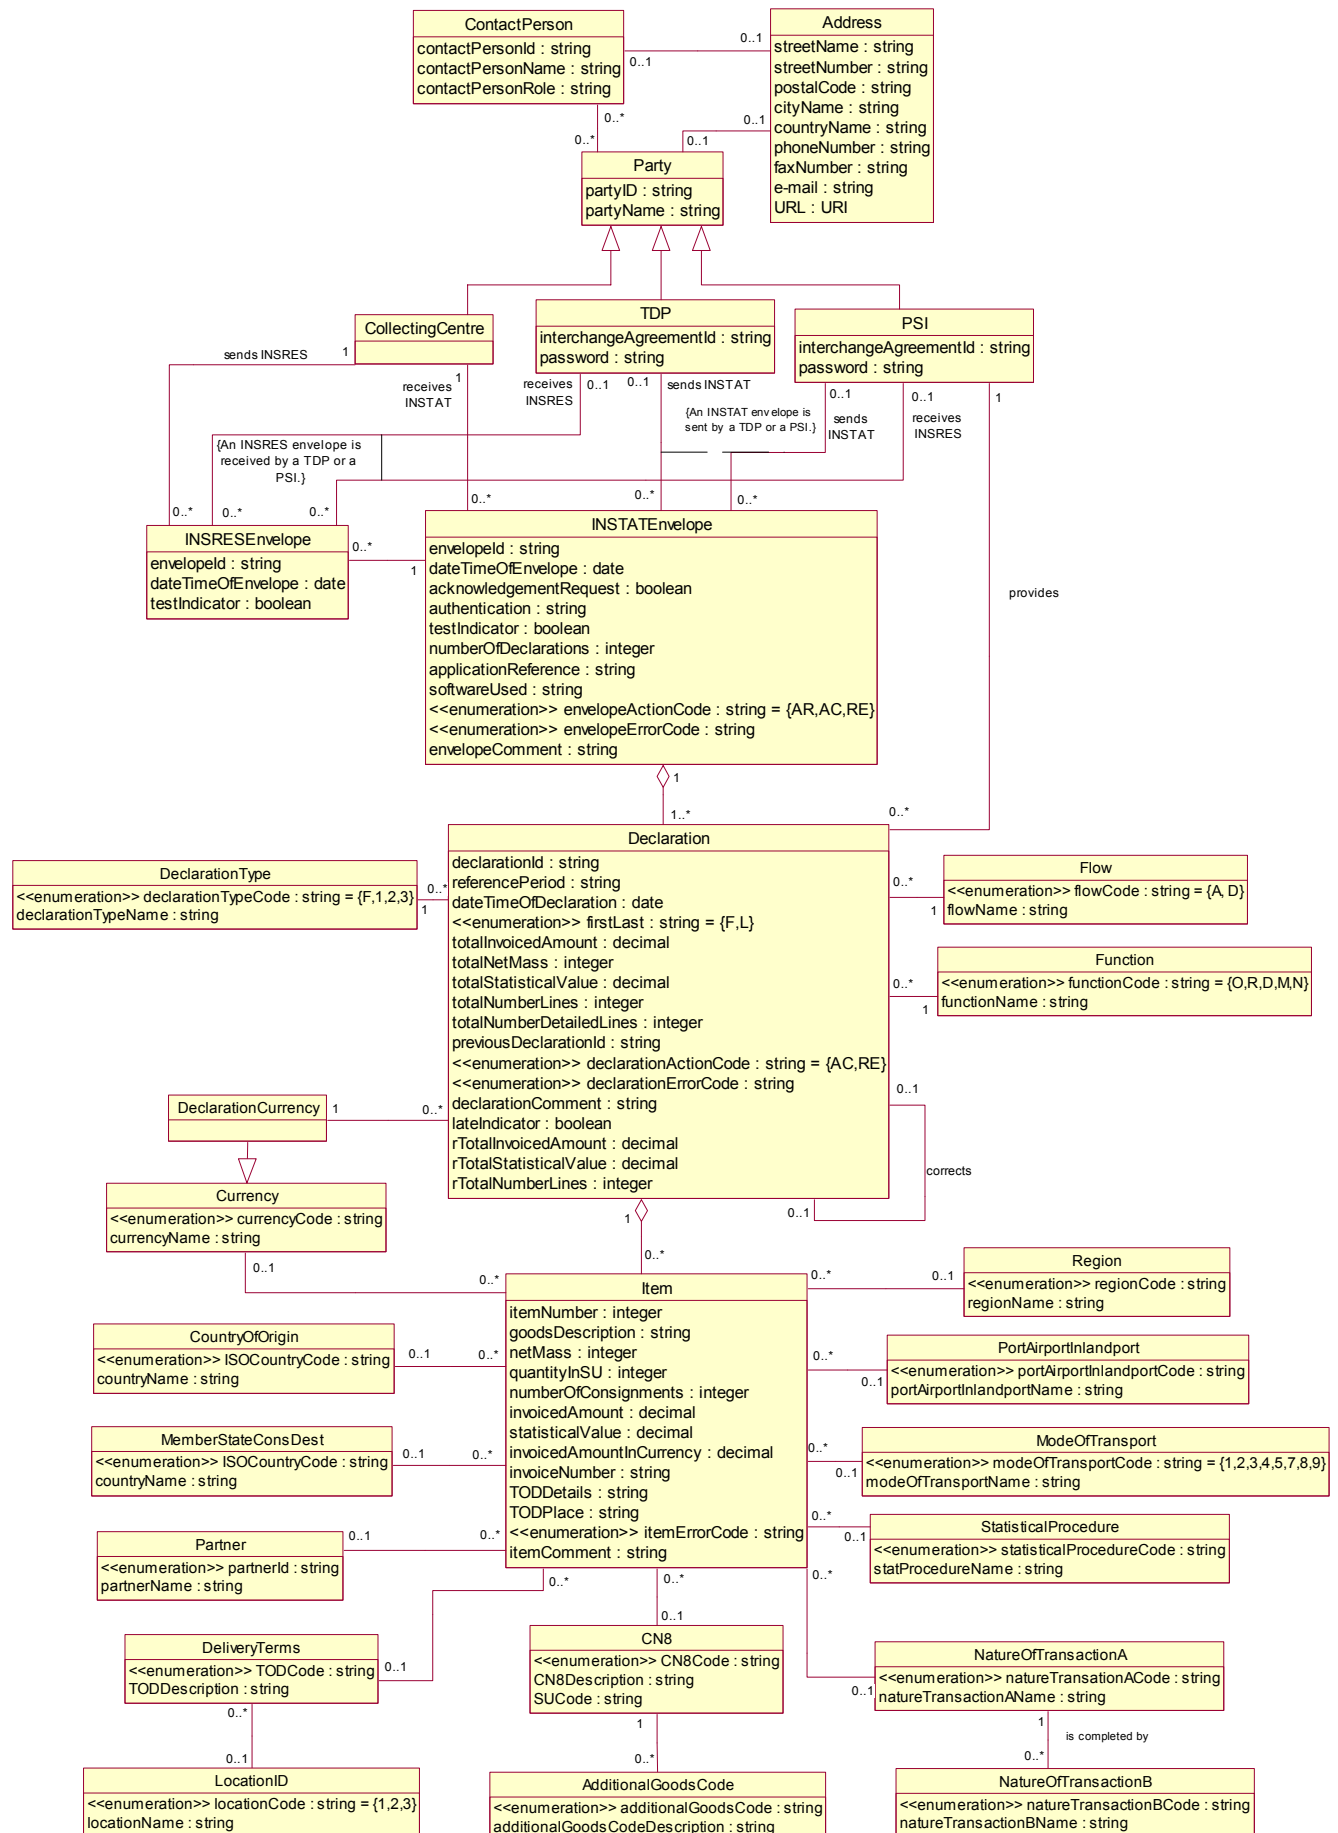 ContactPerson
contactPersonId : string
contactPersonName : string
contactPersonRole : string
Address
streetName : string
streetNumber : string
postalCode : string
cityName : string
countryName : string
phoneNumber : string
faxNumber : string
e-mail : string
URL : URI
0..1
0..1
0..*
0..*
0..1
0..1
Party
partyID : string
partyName : string
CollectingCentre
TDP
interchangeAgreementId : string
password : string
PSI
interchangeAgreementId : string
password : string
sends INSRES
1
1
receives
INSTAT
receives
INSRES
0..1
0..1
sends INSTAT
{An INSTAT envelope is
sent by a TDP or a PSI.}
0..1
sends
INSTAT
0..1
receives
INSRES
1
{An INSRES envelope is
received by a TDP or a
PSI.}
0..*
0..*
0..*
0..*
0..*
0..*
INSRESEnvelope
envelopeId : string
dateTimeOfEnvelope : date
testIndicator : boolean
0..*
1
INSTATEnvelope
envelopeId : string
dateTimeOfEnvelope : date
acknowledgementRequest : boolean
authentication : string
testIndicator : boolean
numberOfDeclarations : integer
applicationReference : string
softwareUsed : string
<<enumeration>> envelopeActionCode : string = {AR,AC,RE}
<<enumeration>> envelopeErrorCode : string
envelopeComment : string
provides
1
1..*
0..*
Declaration
declarationId : string
referencePeriod : string
dateTimeOfDeclaration : date
<<enumeration>> firstLast : string = {F,L}
totalInvoicedAmount : decimal
totalNetMass : integer
totalStatisticalValue : decimal
totalNumberLines : integer
totalNumberDetailedLines : integer
previousDeclarationId : string
<<enumeration>> declarationActionCode : string = {AC,RE}
<<enumeration>> declarationErrorCode : string
declarationComment : string
lateIndicator : boolean
rTotalInvoicedAmount : decimal
rTotalStatisticalValue : decimal
rTotalNumberLines : integer
DeclarationType
<<enumeration>> declarationTypeCode : string = {F,1,2,3}
declarationTypeName : string
0..*
1
Flow
<<enumeration>> flowCode : string = {A, D}
flowName : string
0..*
1
Function
<<enumeration>> functionCode : string = {O,R,D,M,N}
functionName : string
0..*
1
DeclarationCurrency
1
0..*
0..1
corrects
0..1
Currency
<<enumeration>> currencyCode : string
currencyName : string
0..1
0..*
1
0..*
Item
itemNumber : integer
goodsDescription : string
netMass : integer
quantityInSU : integer
numberOfConsignments : integer
invoicedAmount : decimal
statisticalValue : decimal
invoicedAmountInCurrency : decimal
invoiceNumber : string
TODDetails : string
TODPlace : string
<<enumeration>> itemErrorCode : string
itemComment : string
0..*
0..1
Region
<<enumeration>> regionCode : string
regionName : string
CountryOfOrigin
<<enumeration>> ISOCountryCode : string
countryName : string
0..1
0..*
0..*
0..1
PortAirportInlandport
<<enumeration>> portAirportInlandportCode : string
portAirportInlandportName : string
MemberStateConsDest
<<enumeration>> ISOCountryCode : string
countryName : string
0..1
0..*
0..*
0..1
ModeOfTransport
<<enumeration>> modeOfTransportCode : string = {1,2,3,4,5,7,8,9}
modeOfTransportName : string
Partner
<<enumeration>> partnerId : string
partnerName : string
0..1
0..*
0..*
0..1
StatisticalProcedure
<<enumeration>> statisticalProcedureCode : string
statProcedureName : string
0..*
0..*
0..*
0..1
0..1
0..1
DeliveryTerms
<<enumeration>> TODCode : string
TODDescription : string
CN8
<<enumeration>> CN8Code : string
CN8Description : string
SUCode : string
NatureOfTransactionA
<<enumeration>> natureTransationACode : string
natureTransactionAName : string
0..*
0..1
1
0..*
1
is completed by
0..*
LocationID
<<enumeration>> locationCode : string = {1,2,3}
locationName : string
AdditionalGoodsCode
<<enumeration>> additionalGoodsCode : string
additionalGoodsCodeDescription : string
NatureOfTransactionB
<<enumeration>> natureTransactionBCode : string
natureTransactionBName : string